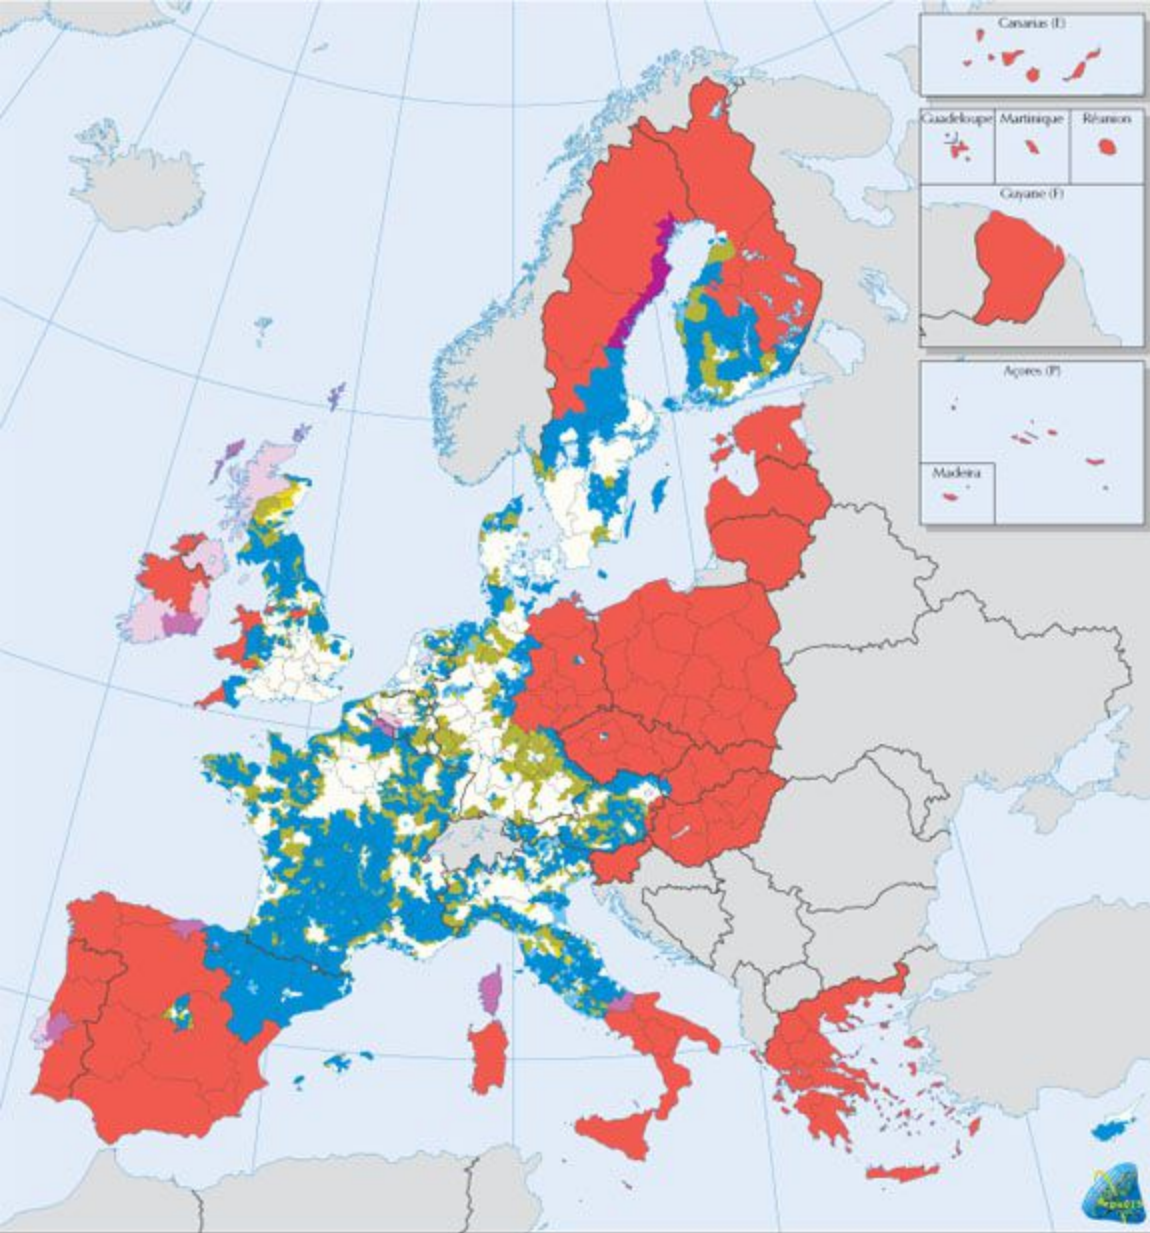 Canarias (E)
Guadeloupe
Martinique
Réunion
Guyane (F)
Açores (P)
Madeira